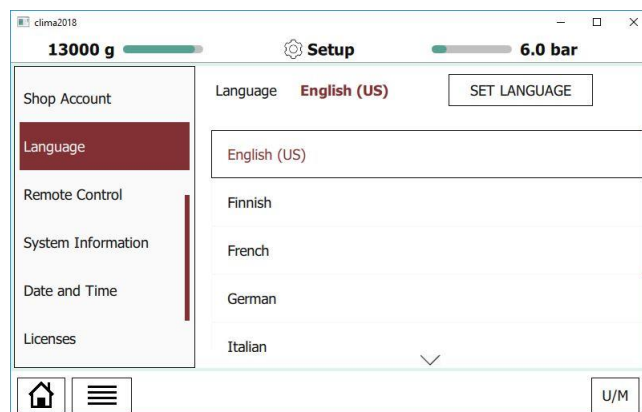 clima2018
13000 g
Setup
6.0 bar
Shop Account
Language
Remote Control
System Information
Date and Time
Licenses
Language English (US) SET LANGUAGE
English (US)
Finnish
French
German
Italian
U/M